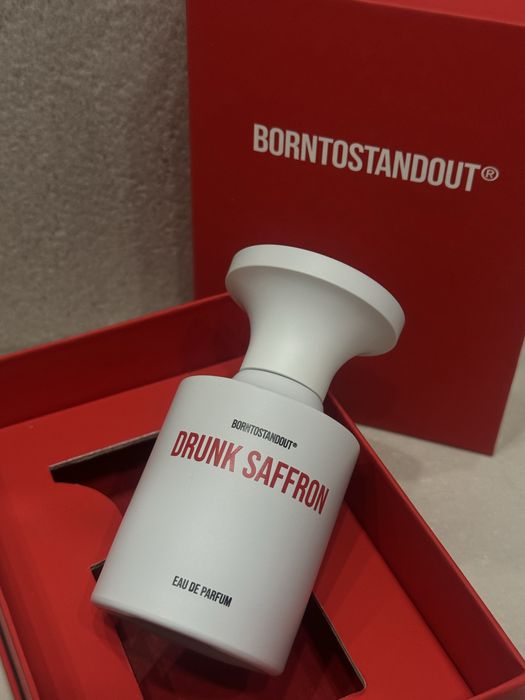 BORNTOSTANDOUT®
BORNTOSTANDOUT®
DRUNK SAFFRON
EAU DE PARFUM